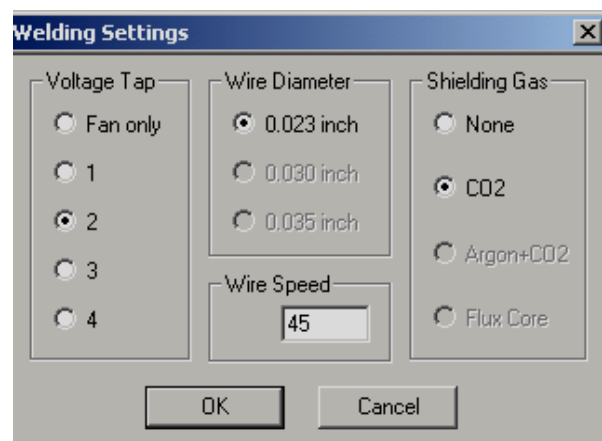 Welding Settings
Voltage Tap
Fan only
1
2
3
4
Wire Diameter
0.023 inch
0.030 inch
0.035 inch
Wire Speed
45
Shielding Gas
None
CO2
Argon+CO2
Flux Core
OK
Cancel